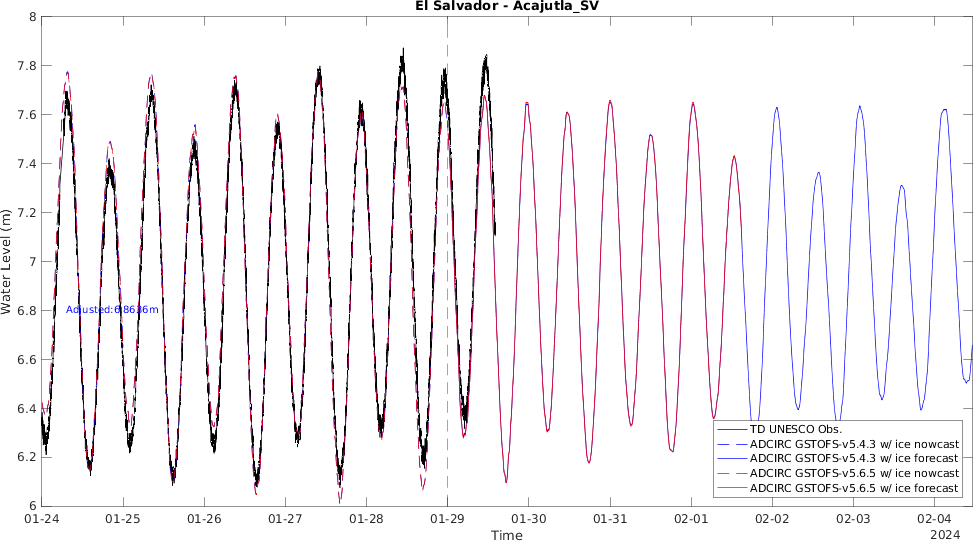 El Salvador - Acajutla_SV
8
7.8
7.6
7.4
7.2
7
6.8
6.6
6.4
6.2
6
Water Level (m)
TD UNESCO Obs.
ADCIRC GSTOFS-v5.4.3 w/ ice nowcast
ADCIRC GSTOFS-v5.4.3 w/ ice forecast
ADCIRC GSTOFS-v5.6.5 w/ ice nowcast
ADCIRC GSTOFS-v5.6.5 w/ ice forecast
01-24 01-25 01-26 01-27 01-28 01-29 01-30 01-31 02-01 02-02 02-03 02-04
Time
2024